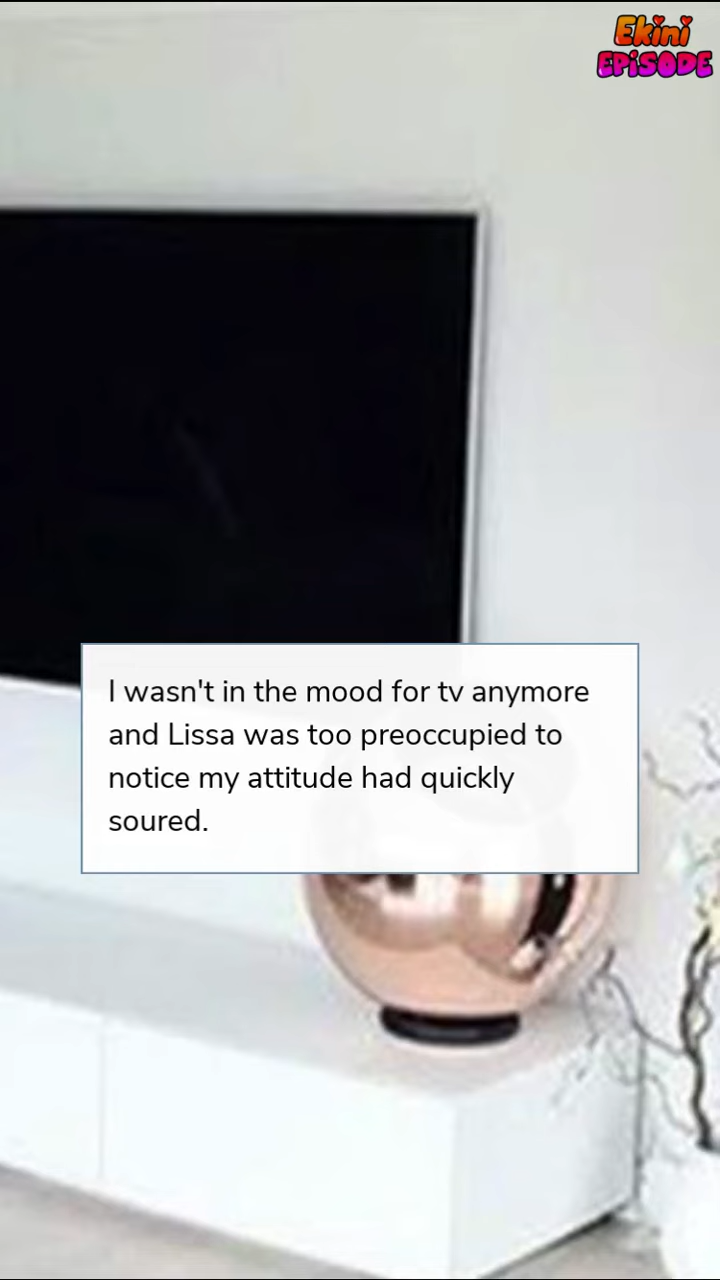 Ekini
EPiSODE
I wasn't in the mood for tv anymore
and Lissa was too preoccupied to
notice my attitude had quickly
soured.